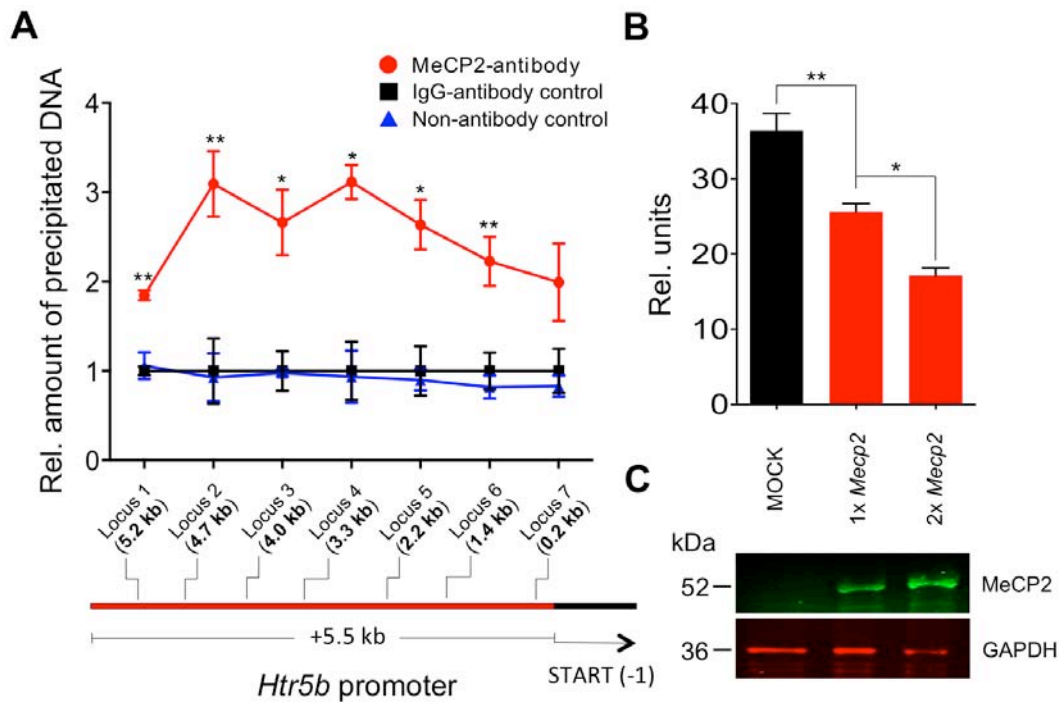 A
MeCP2-antibody
IgG-antibody control
Non-antibody control
Rel. amount of precipitated DNA
4
3
2
1
0
**
**
*
*
*
**
Locus 1
(5.2 kb)
Locus 2
(4.7 kb)
Locus 3
(4.0 kb)
Locus 4
(3.3 kb)
Locus 5
(2.2 kb)
Locus 6
(1.4 kb)
Locus 7
(0.2 kb)
+5.5 kb
START (-1)
Htr5b promoter
B
Rel. units
40
30
20
10
0
**
*
MOCK
1x Mecp2
2x Mecp2
C
kDa
52
MeCP2
36
GAPDH